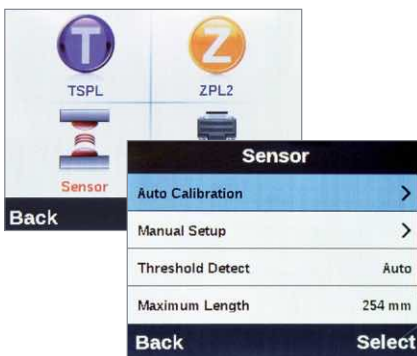 T
Z
TSPL ZPL2
Sensor
Back
Sensor
Auto Calibration >
Manual Setup >
Threshold Detect Auto
Maximum Length 254 mm
Back Select